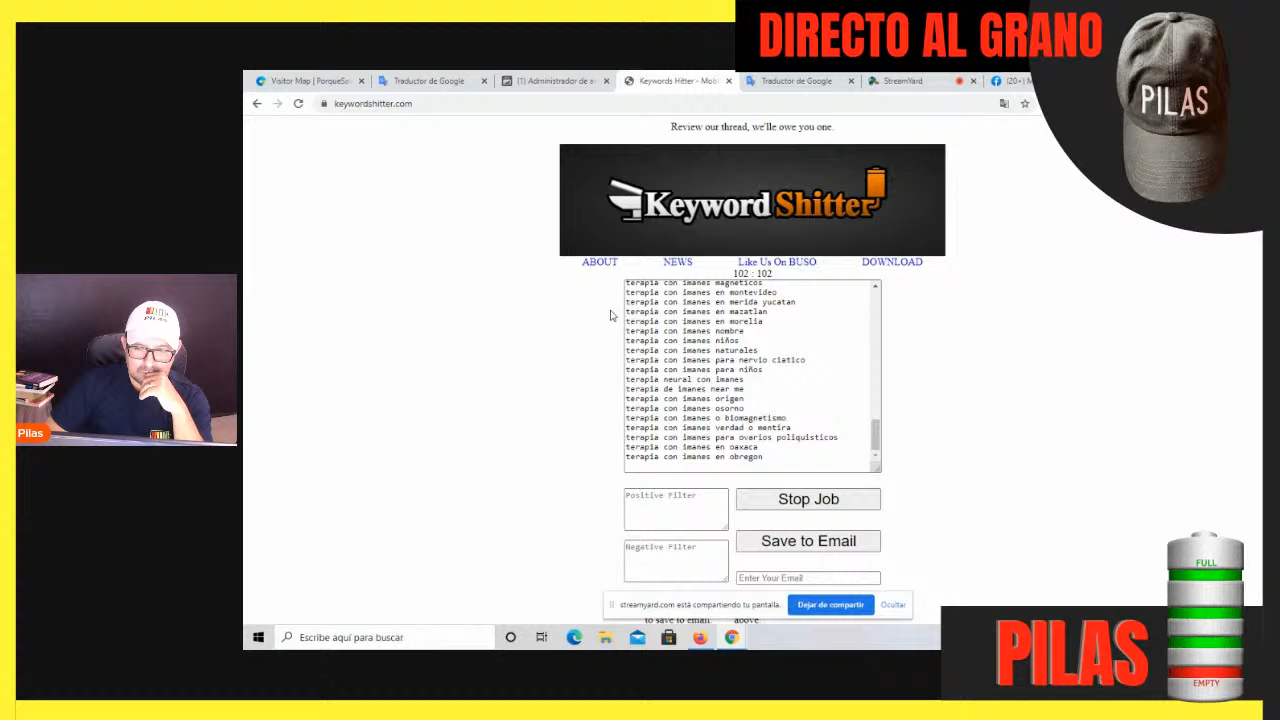 DIRECTO AL GRANO
PILAS
Visitor Map | PorqueSe
Traductor de Google
(1) Administrador de a
Keywords Hitter - Mob
Traductor de Google
StreamYard
(20+) M
keywordshitter.com
Review our thread, we'lle owe you one.
Keyword Shitter
ABOUT NEWS Like Us On BUSO DOWNLOAD
102 : 102
terapia con imanes magneticos
terapia con imanes en montevideo
terapia con imanes en merida yucatan
terapia con imanes en mazatlan
terapia con imanes en morelia
terapia con imanes nombre
terapia con imanes niños
terapia con imanes naturales
terapia con imanes para nervio ciatico
terapia con imanes para niños
terapia neural con imanes
terapia de imanes near me
terapia con imanes origen
terapia con imanes osorno
terapia con imanes o biomagnetismo
terapia con imanes verdad o mentira
terapia con imanes para ovarios poliquisticos
terapia con imanes en oaxaca
terapia con imanes en obregon
Positive Filter
Stop Job
Save to Email
Negative Filter
Enter Your Email
streamyard.com está compartiendo tu pantalla.
Dejar de compartir
Ocultar
to save to email above
Escribe aquí para buscar
PILAS
Pilas
FULL
EMPTY
PILAS